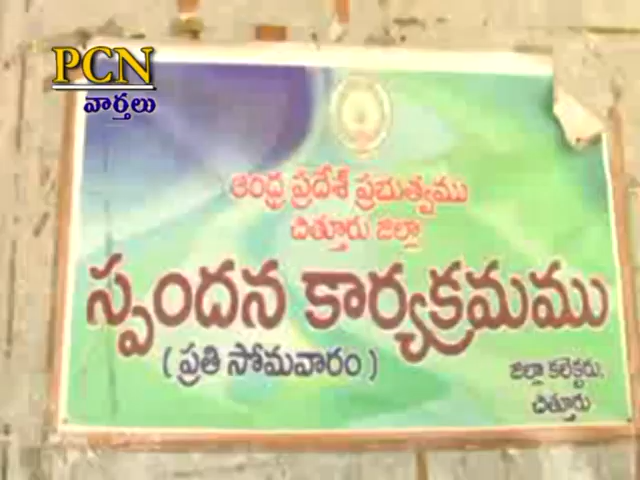 PCN
వార్తలు
ఆంధ్ర ప్రదేశ్ ప్రభుత్వము
చిత్తూరు జిల్లా
స్పందన కార్యక్రమము
( ప్రతి సోమవారం )
జిల్లా కలెక్టరు,
చిత్తూరు